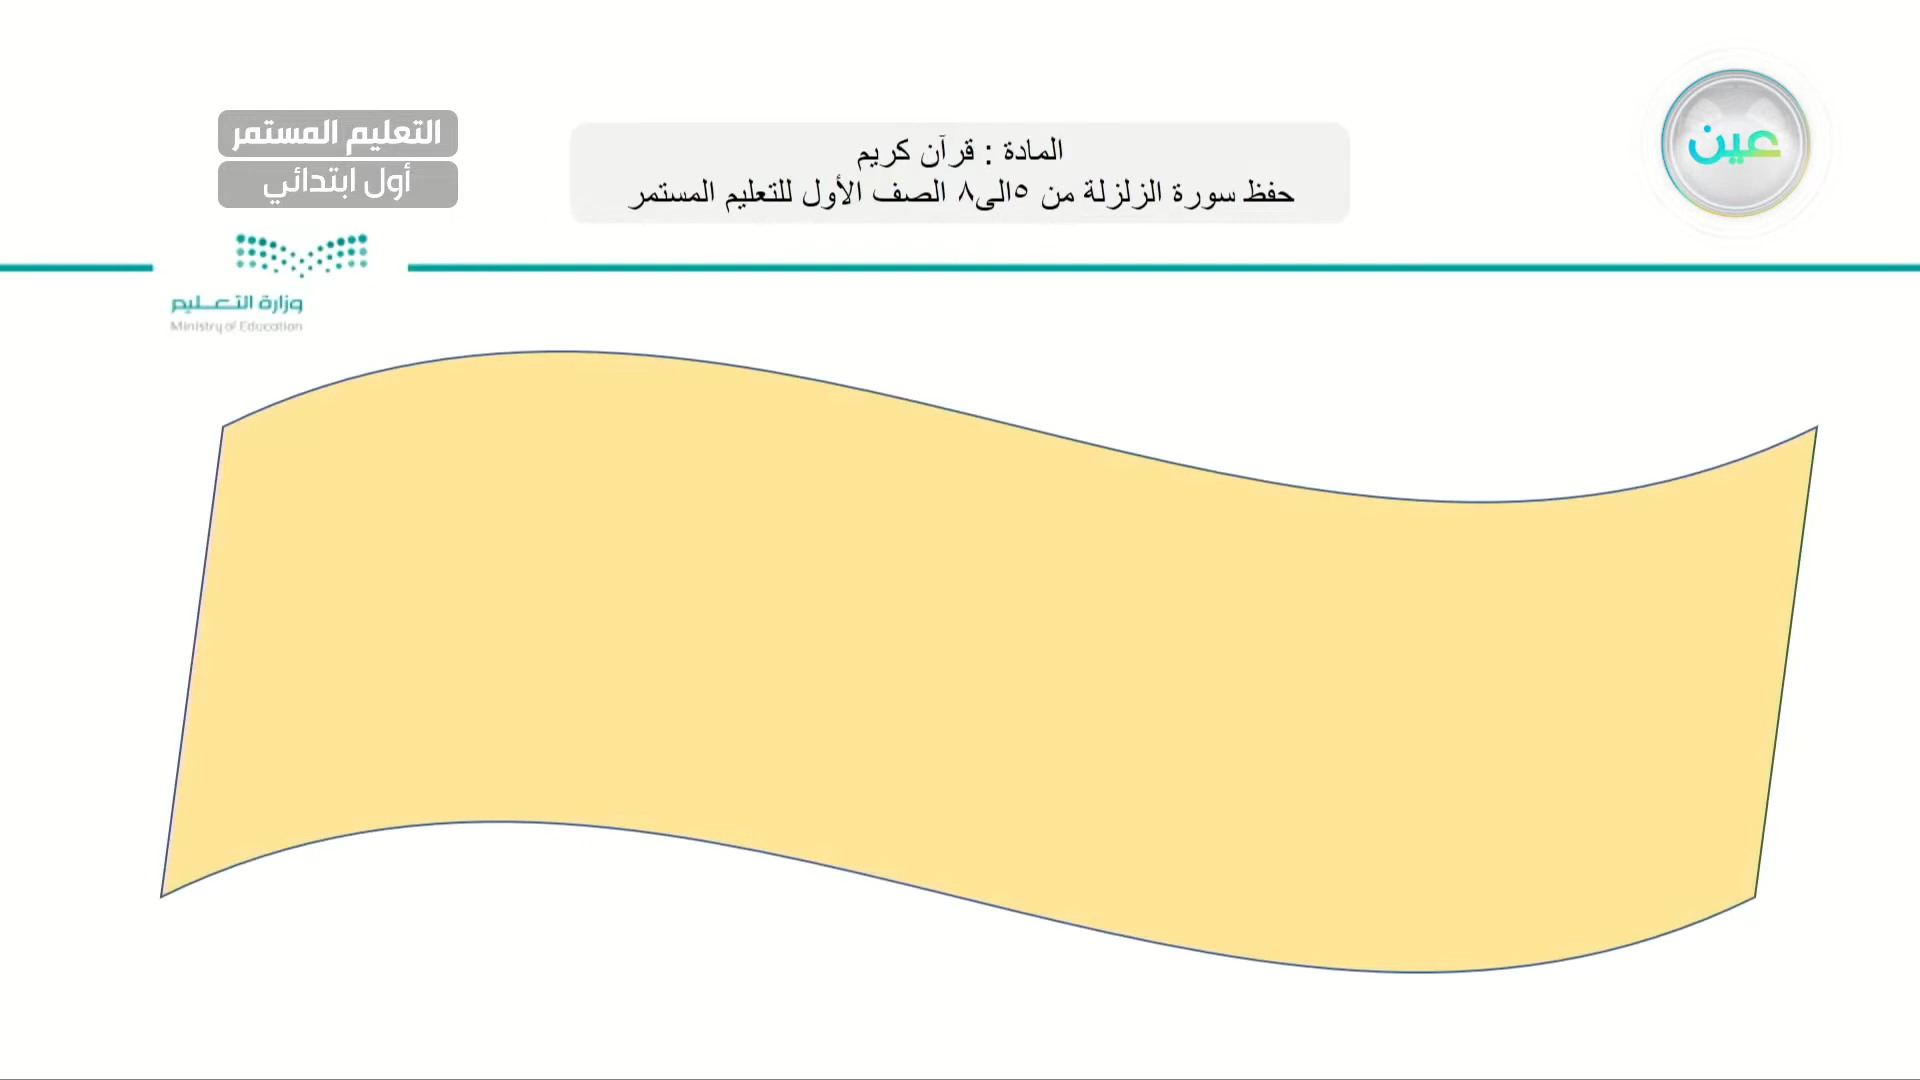 عين
المادة : قرآن كريم
حفظ سورة الزلزلة من ٥الى٨ الصف الأول للتعليم المستمر
التعليم المستمر
أول ابتدائي
وزارة التعـــليم
Ministry of Education